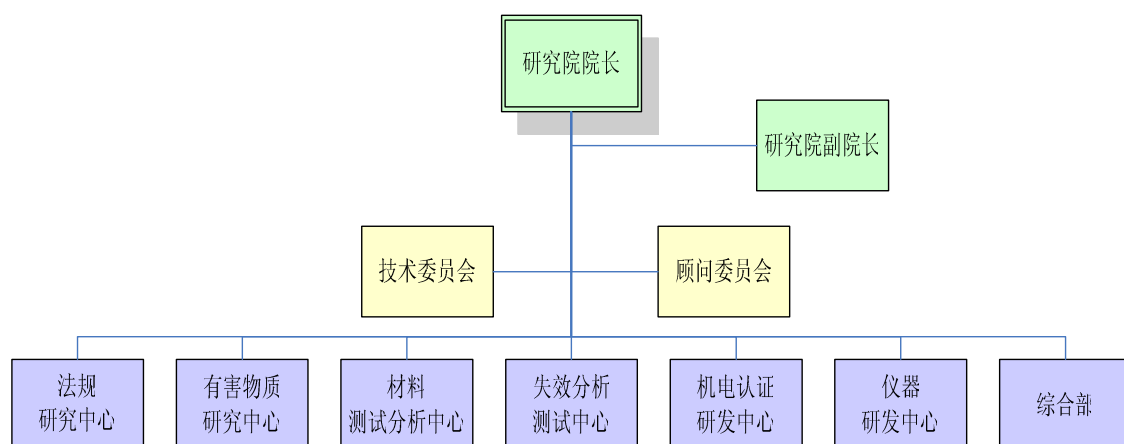 研究院院长
研究院副院长
技术委员会
顾问委员会
法规
研究中心
有害物质
研究中心
材料
测试分析中心
失效分析
测试中心
机电认证
研发中心
仪器
研发中心
综合部